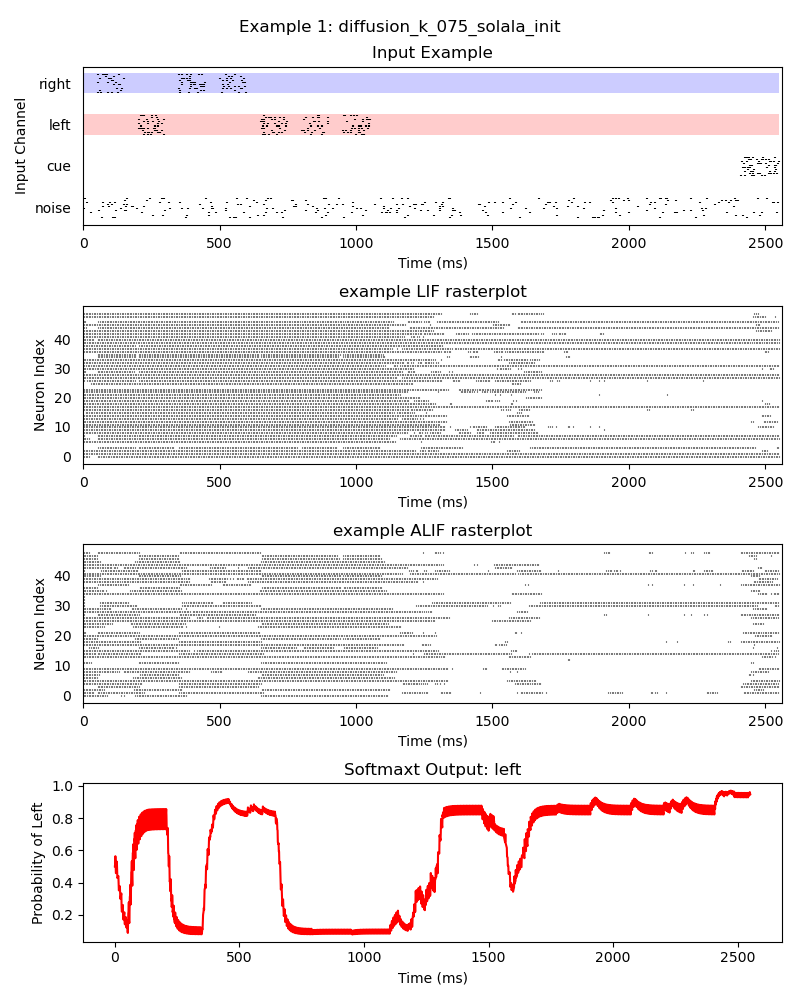 Example 1: diffusion_k_075_solala_init
Input Example
Input Channel
right
left
cue
noise
0 500 1000 1500 2000 2500
Time (ms)
example LIF rasterplot
Neuron Index
40
30
20
10
0
0 500 1000 1500 2000 2500
Time (ms)
example ALIF rasterplot
Neuron Index
40
30
20
10
0
0 500 1000 1500 2000 2500
Time (ms)
Softmaxt Output: left
Probability of Left
1.0
0.8
0.6
0.4
0.2
0 500 1000 1500 2000 2500
Time (ms)